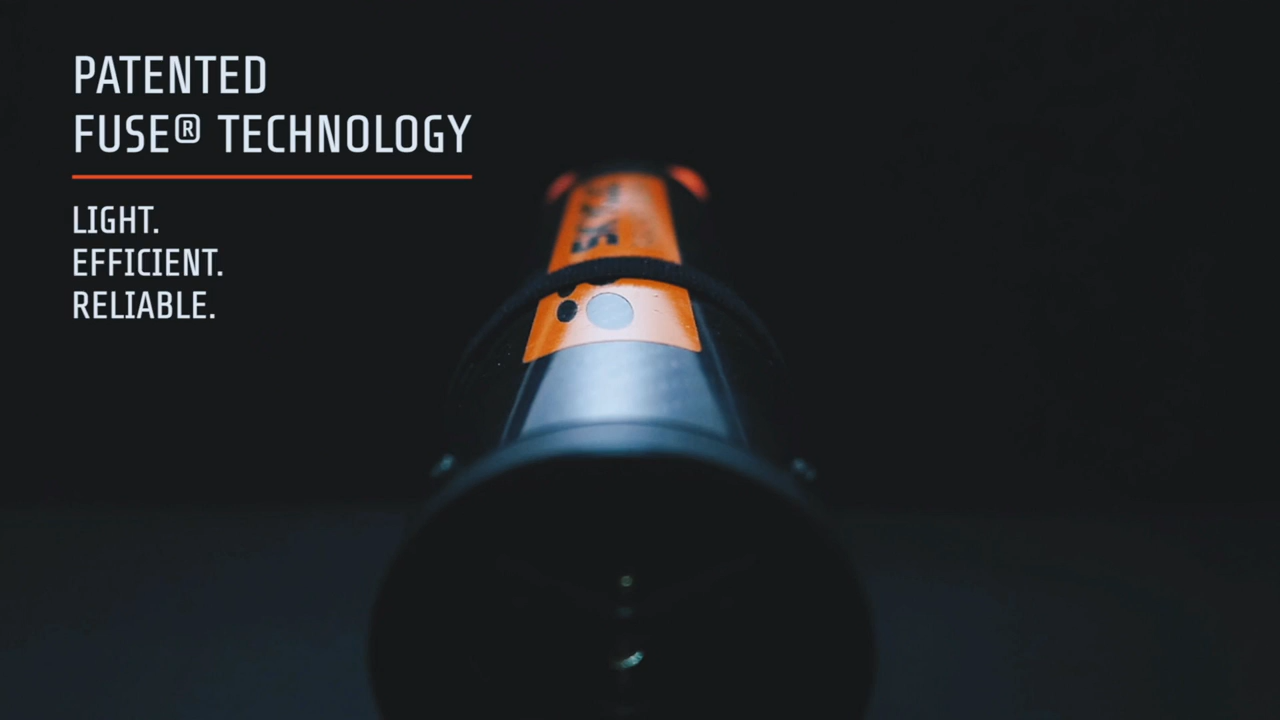 PATENTED
FUSE® TECHNOLOGY
LIGHT.
EFFICIENT.
RELIABLE.